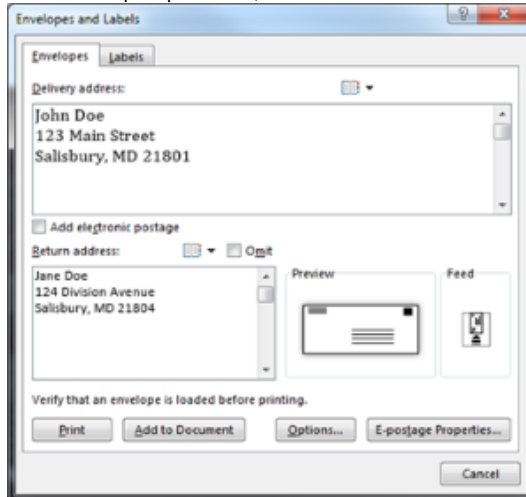 Envelopes and Labels
Envelopes Labels
Delivery address:
John Doe
123 Main Street
Salisbury, MD 21801
Add electronic postage
Return address: Omit
Jane Doe
124 Division Avenue
Salisbury, MD 21804
Preview Feed
Verify that an envelope is loaded before printing.
Print Add to Document Options... E-postage Properties...
Cancel